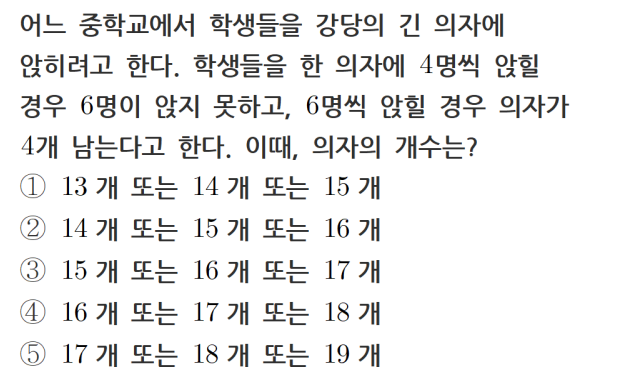 어느 중학교에서 학생들을 강당의 긴 의자에
앉히려고 한다. 학생들을 한 의자에 4명씩 앉힐
경우 6명이 앉지 못하고, 6명씩 앉힐 경우 의자가
4개 남는다고 한다. 이때, 의자의 개수는?
① 13 개 또는 14 개 또는 15 개
② 14 개 또는 15 개 또는 16 개
③ 15 개 또는 16 개 또는 17 개
④ 16 개 또는 17 개 또는 18 개
⑤ 17 개 또는 18 개 또는 19 개